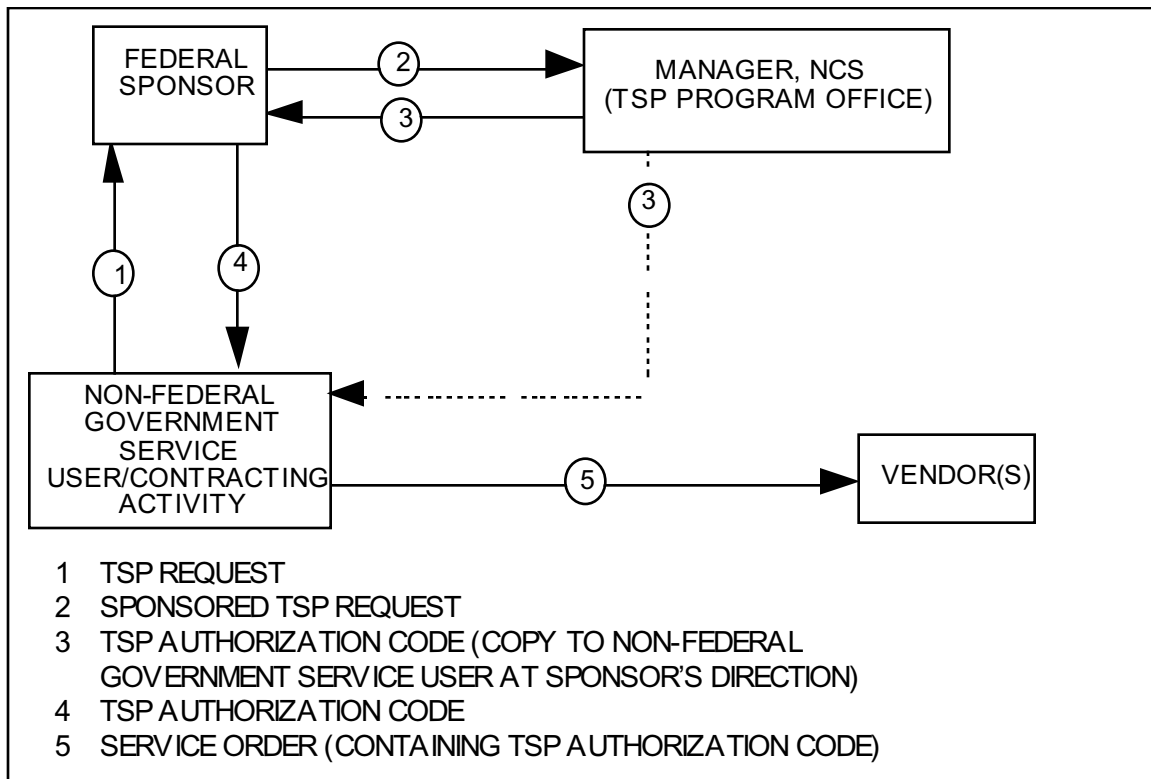 FEDERAL
SPONSOR
2
MANAGER, NCS
(TSP PROGRAM OFFICE)
3
3
1
4
NON-FEDERAL
GOVERNMENT
SERVICE
USER/CONTRACTING
ACTIVITY
5
VENDOR(S)
1 TSP REQUEST
2 SPONSORED TSP REQUEST
3 TSP AUTHORIZATION CODE (COPY TO NON-FEDERAL
GOVERNMENT SERVICE USER AT SPONSOR'S DIRECTION)
4 TSP AUTHORIZATION CODE
5 SERVICE ORDER (CONTAINING TSP AUTHORIZATION CODE)